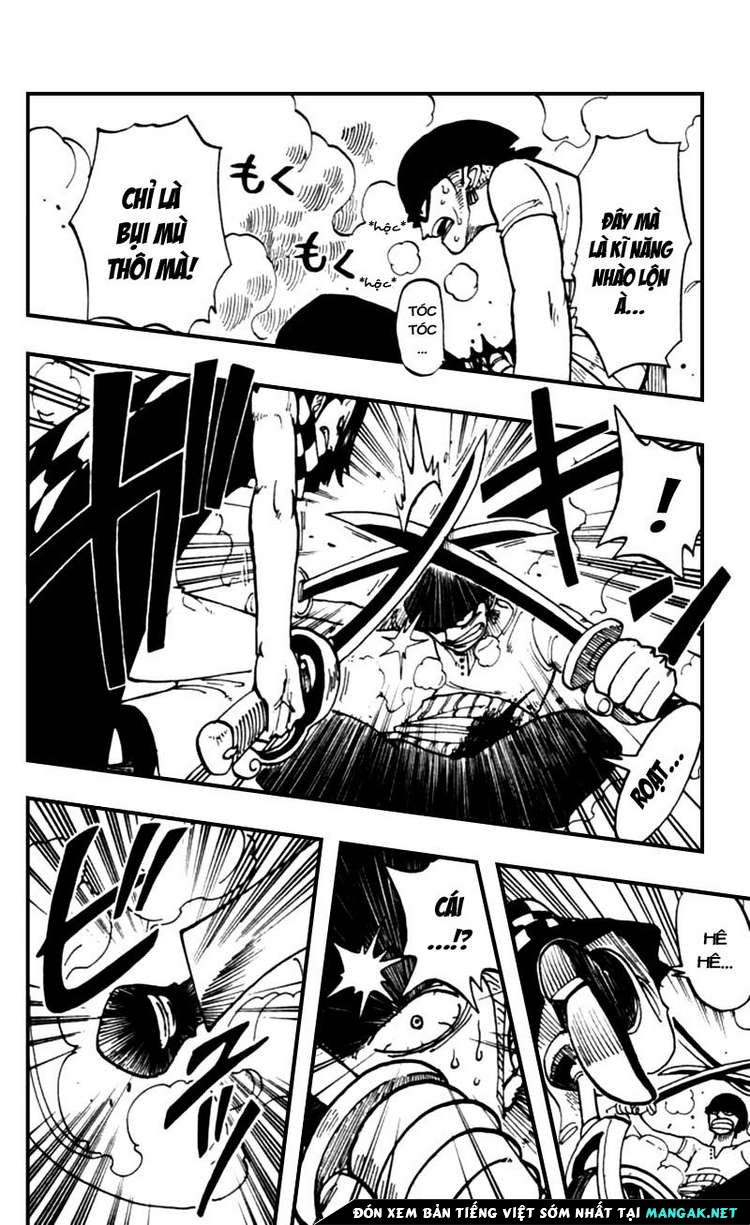 ĐÂY MÀ
LÀ KĨ NĂNG
NHÀO LỘN
À...
もく
もく
*hộc*
*hộc*
TÓC
TÓC
...
CHỈ LÀ
BỤI MÙ
THÔI MÀ!
!
ROẠT...
HÊ
HÊ...
CÁI
....!?
ĐÓN XEM BẢN TIẾNG VIỆT SỚM NHẤT TẠI MANGAK.NET